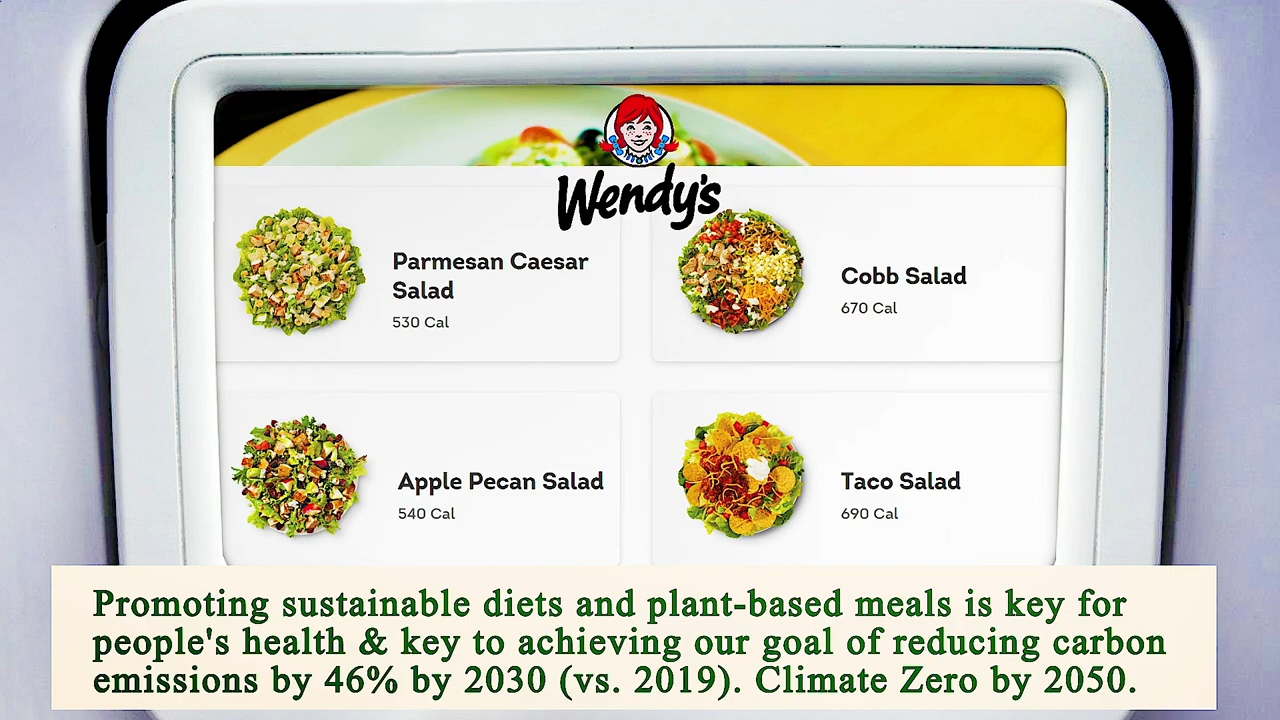 Wendy's
Parmesan Caesar
Salad
530 Cal
Cobb Salad
670 Cal
Apple Pecan Salad
540 Cal
Taco Salad
690 Cal
Promoting sustainable diets and plant-based meals is key for
people's health & key to achieving our goal of reducing carbon
emissions by 46% by 2030 (vs. 2019). Climate Zero by 2050.